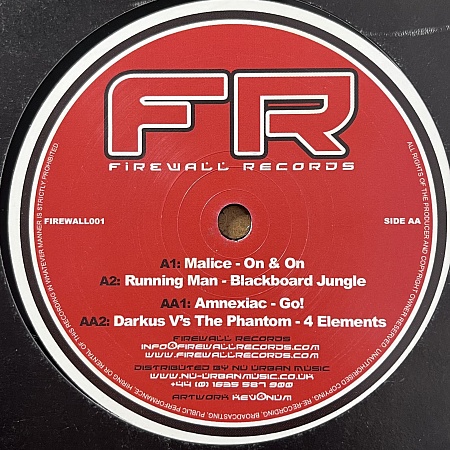 FR
FIREWALL RECORDS
FIREWALL001
SIDE AA
A1: Malice - On & On
A2: Running Man - Blackboard Jungle
AA1: Amnexiac - Go!
AA2: Darkus V's The Phantom - 4 Elements
FIREWALL RECORDS
INFO@FIREWALLRECORDS.COM
WWW.FIREWALLRECORDS.COM
DISTRIBUTED BY NU URBAN MUSIC
WWW.NU-URBANMUSIC.CO.UK
+44 (0) 1635 587 900
ARTWORK KEVONUM
ALL RIGHTS OF THE PRODUCER AND COPYRIGHT OWNER RESERVED. UNAUTHORISED COPYING, RE-RECORDING, BROADCASTING, PUBLIC PERFORMANCE, HIRING OR RENTAL OF THIS RECORDING IN WHATEVER MANNER IS STRICTLY PROHIBITED